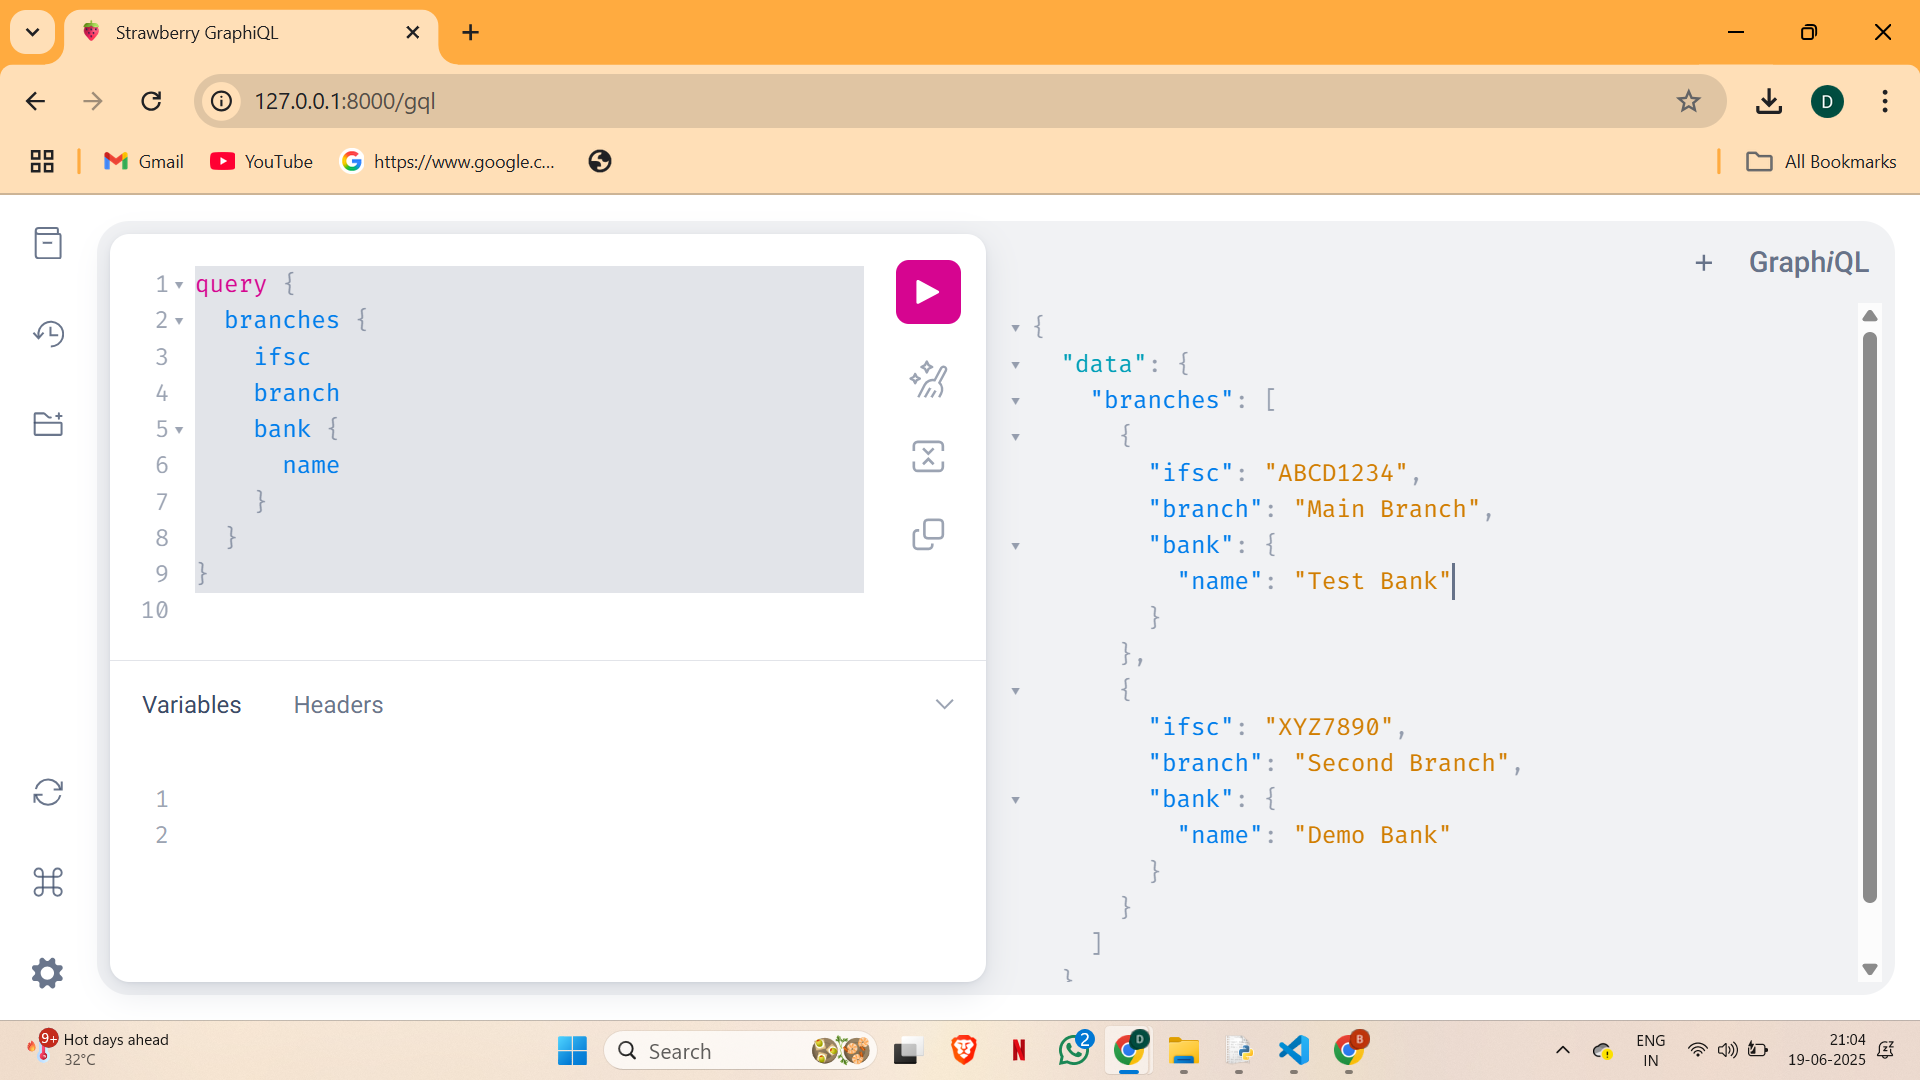 Strawberry GraphiQL
127.0.0.1:8000/gql
D
Gmail
YouTube
https://www.google.c...
All Bookmarks
1 query {
2 branches {
3 ifsc
4 branch
5 bank {
6 name
7 }
8 }
9 }
10
Variables
Headers
1
2
GraphiQL
{
"data": {
"branches": [
{
"ifsc": "ABCD1234",
"branch": "Main Branch",
"bank": {
"name": "Test Bank"
}
},
{
"ifsc": "XYZ7890",
"branch": "Second Branch",
"bank": {
"name": "Demo Bank"
}
}
]
}
9+
Hot days ahead
32°C
Search
N
2
D
B
ENG
IN
21:04
19-06-2025